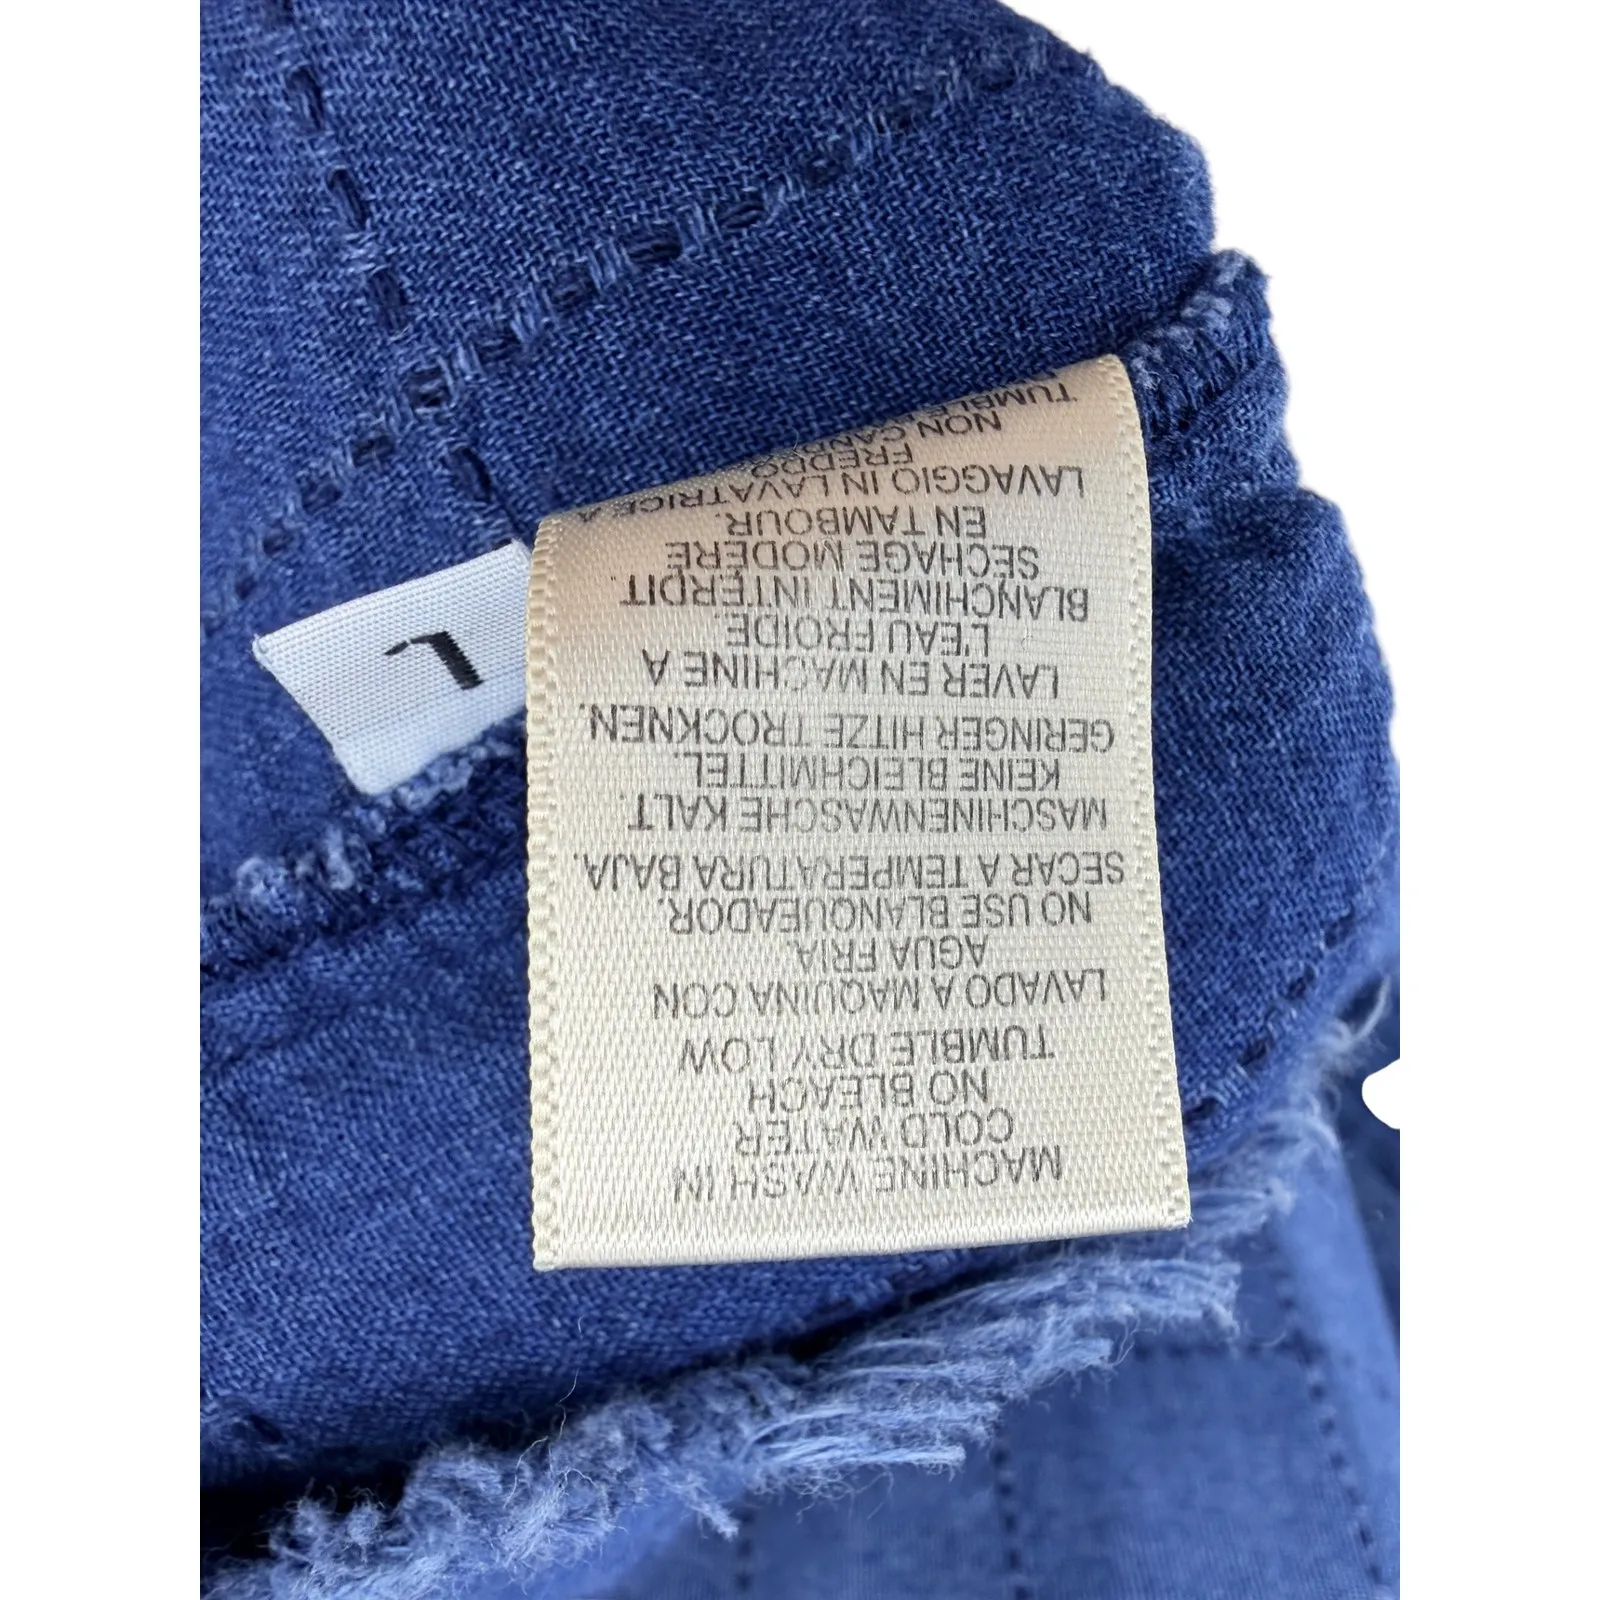 MACHINE WASH IN
COLD WATER
NO BLEACH
TUMBLE DRY LOW
LAVADO A MAQUINA CON
AGUA FRIA.
NO USE BLANQUEADOR.
SECAR A TEMPERATURA BAJA.
MASCHINENWASCHE KALT.
KEINE BLEICHMITTEL.
GERINGER HITZE TROCKNEN.
LAVER EN MACHINE A
L'EAU FROIDE
BLANCHIMENT INTERDIT.
SECHAGE MODERE
EN TAMBOUR.
LAVAGGIO IN LAVATRICE A
FREDDO
NON
L